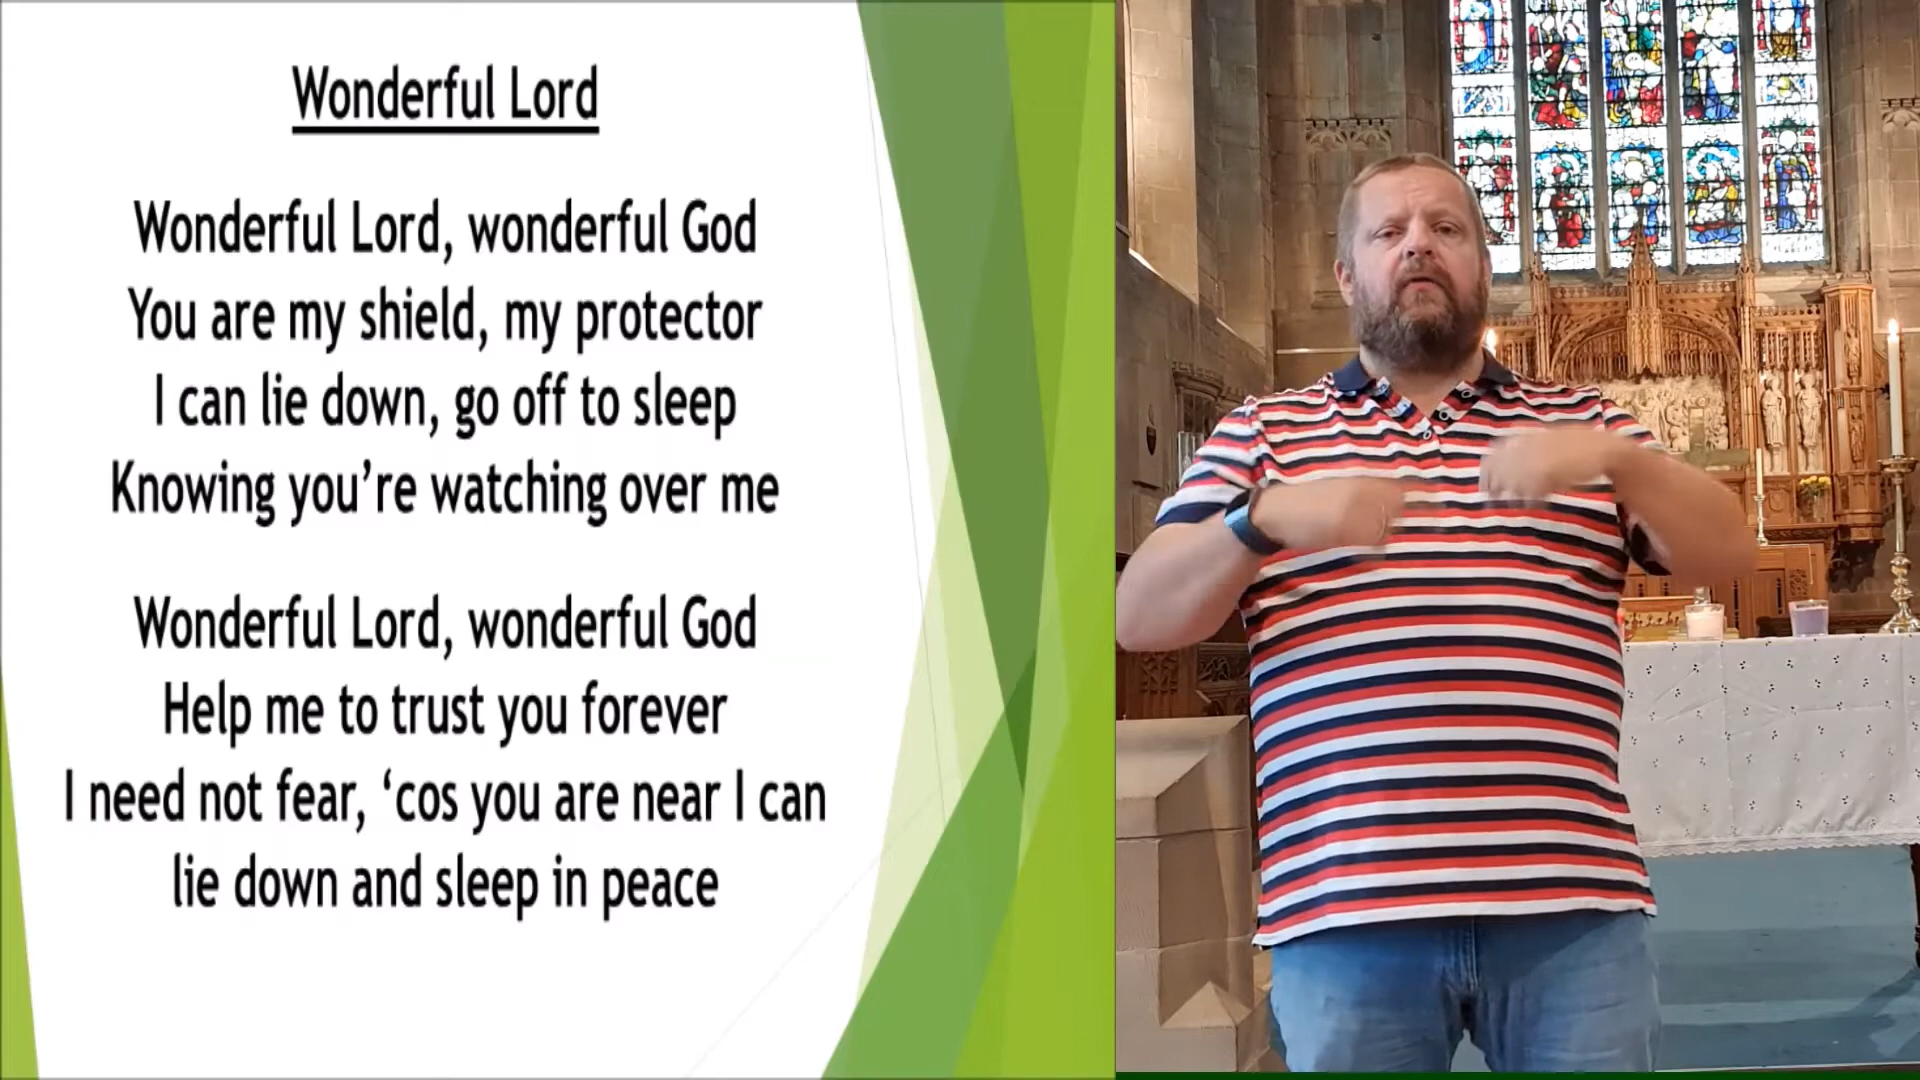 Wonderful Lord
Wonderful Lord, wonderful God
You are my shield, my protector
I can lie down, go off to sleep
Knowing you’re watching over me
Wonderful Lord, wonderful God
Help me to trust you forever
I need not fear, ‘cos you are near I can
lie down and sleep in peace